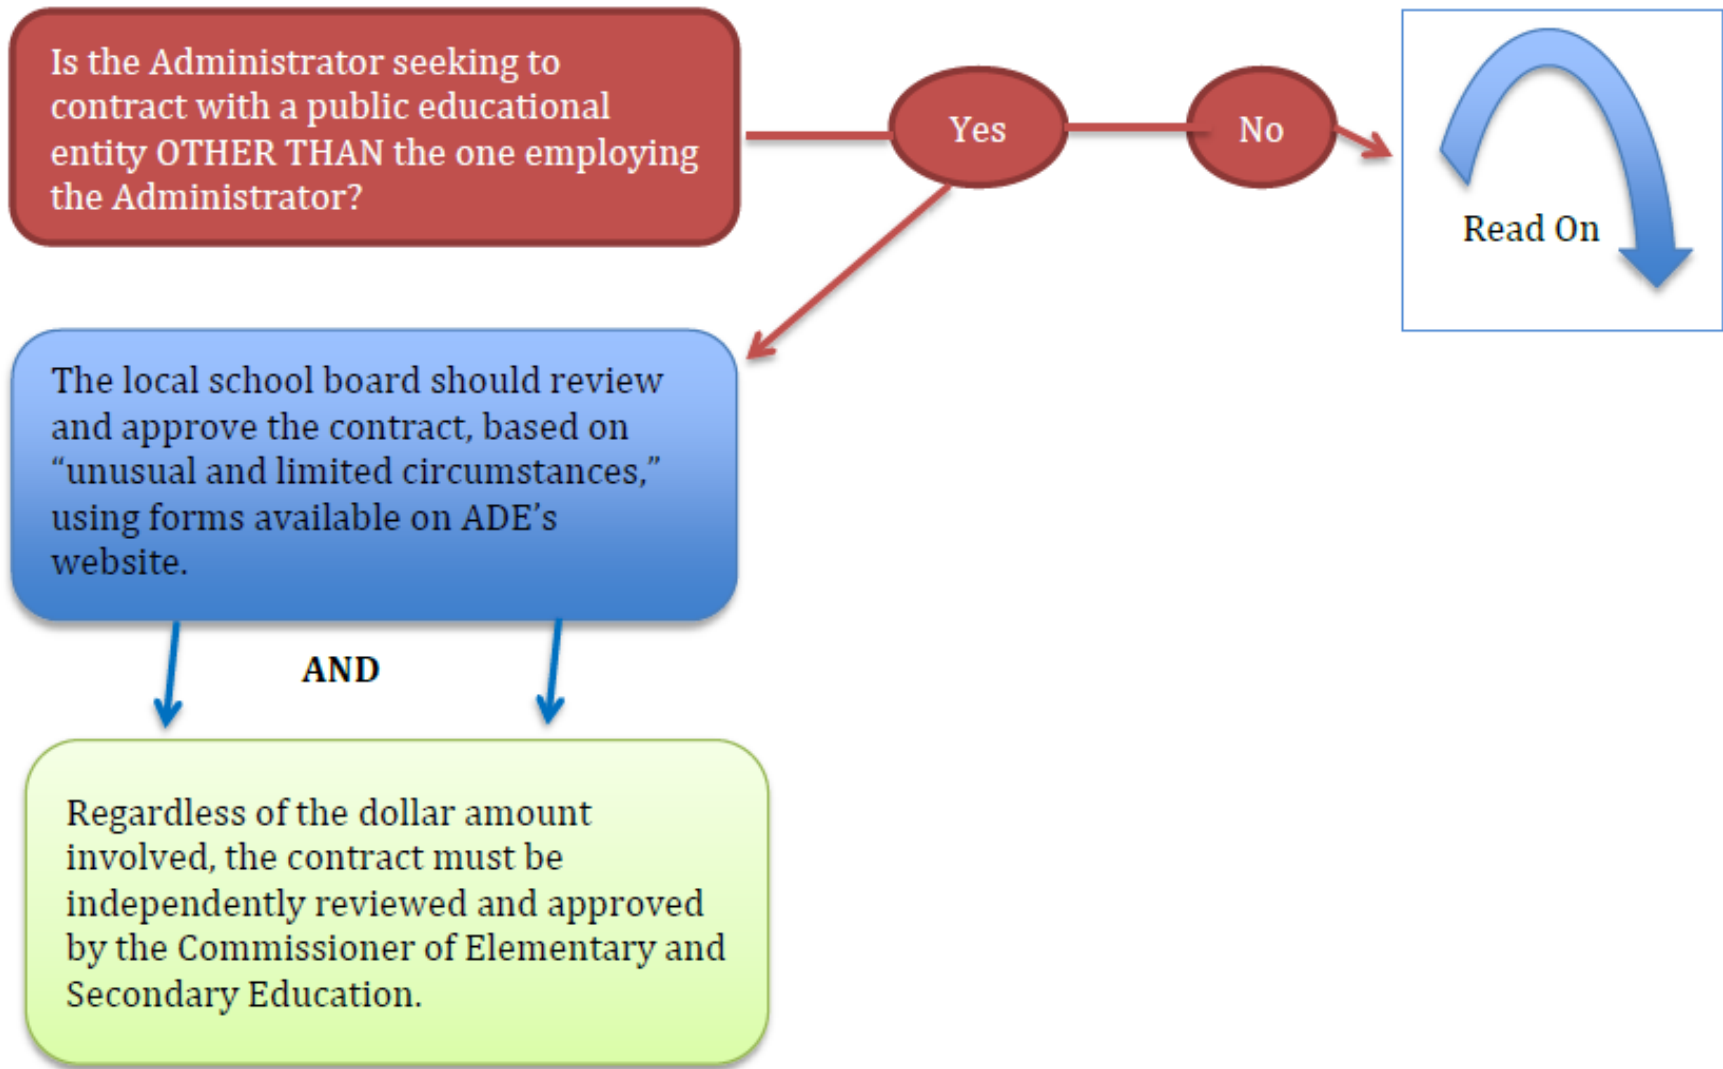 Is the Administrator seeking to
contract with a public educational
entity OTHER THAN the one employing
the Administrator?
Yes
No
Read On
The local school board should review
and approve the contract, based on
“unusual and limited circumstances,”
using forms available on ADE’s
website.
AND
Regardless of the dollar amount
involved, the contract must be
independently reviewed and approved
by the Commissioner of Elementary and
Secondary Education.